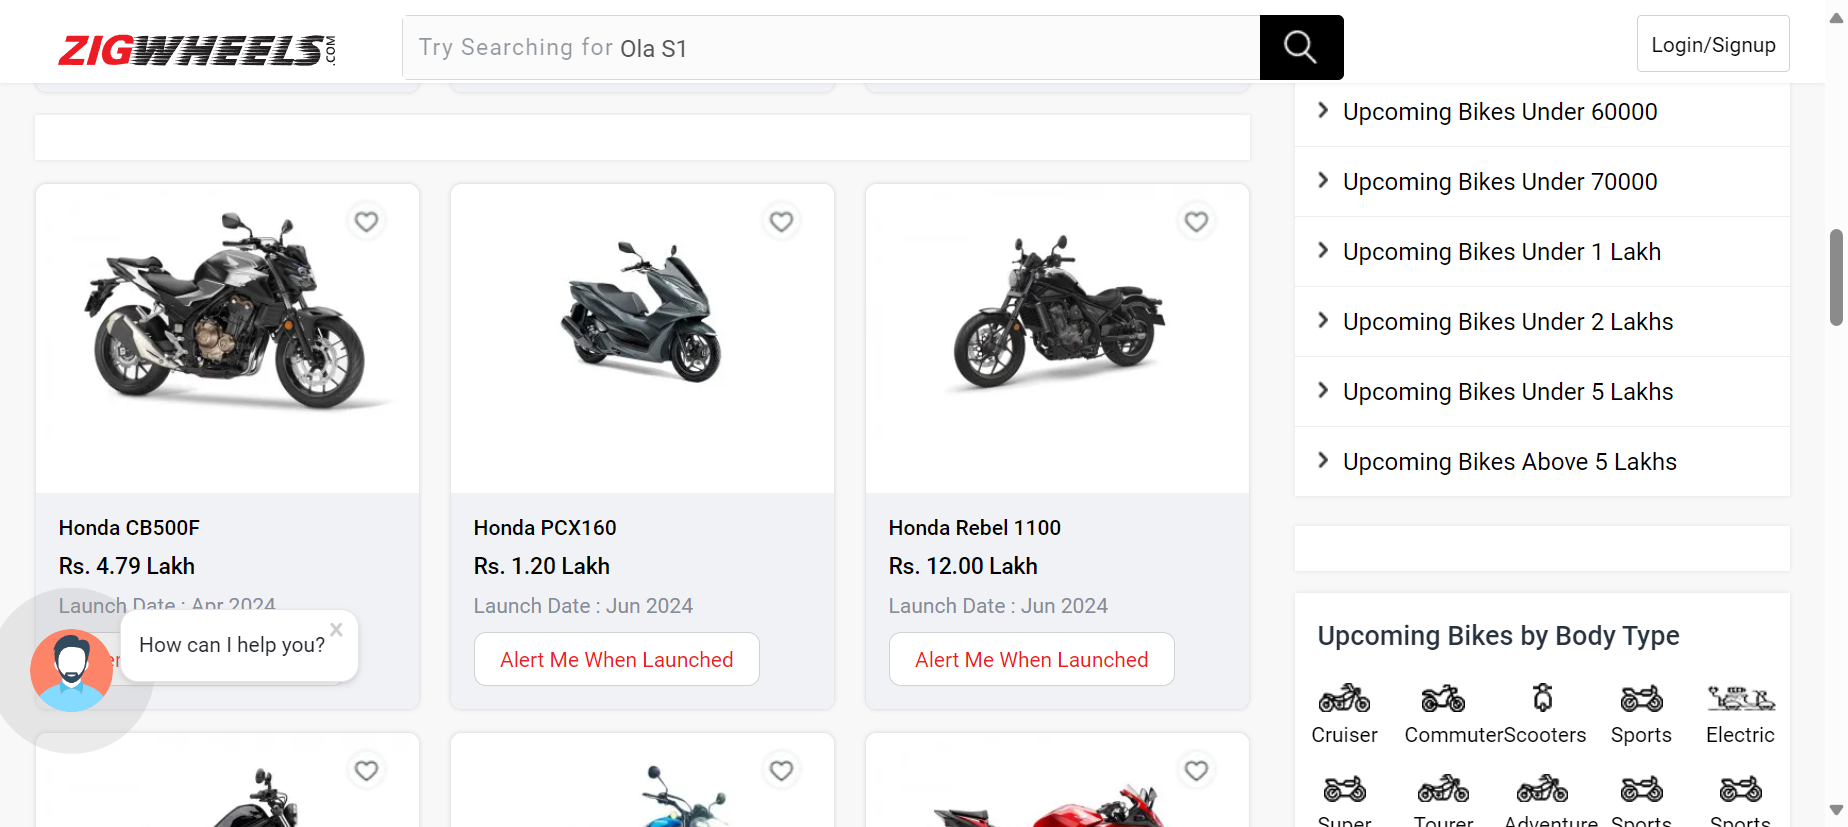 ZIGWHEELS.COM
Try Searching for Ola S1
Login/Signup
Upcoming Bikes Under 60000
Upcoming Bikes Under 70000
Upcoming Bikes Under 1 Lakh
Upcoming Bikes Under 2 Lakhs
Upcoming Bikes Under 5 Lakhs
Upcoming Bikes Above 5 Lakhs
Honda CB500F
Rs. 4.79 Lakh
Launch Date : Apr 2024
How can I help you?
Honda PCX160
Rs. 1.20 Lakh
Launch Date : Jun 2024
Alert Me When Launched
Honda Rebel 1100
Rs. 12.00 Lakh
Launch Date : Jun 2024
Alert Me When Launched
Upcoming Bikes by Body Type
Cruiser
Commuter
Scooters
Sports
Electric
Super
Tourer
Adventure
Sports
Sports